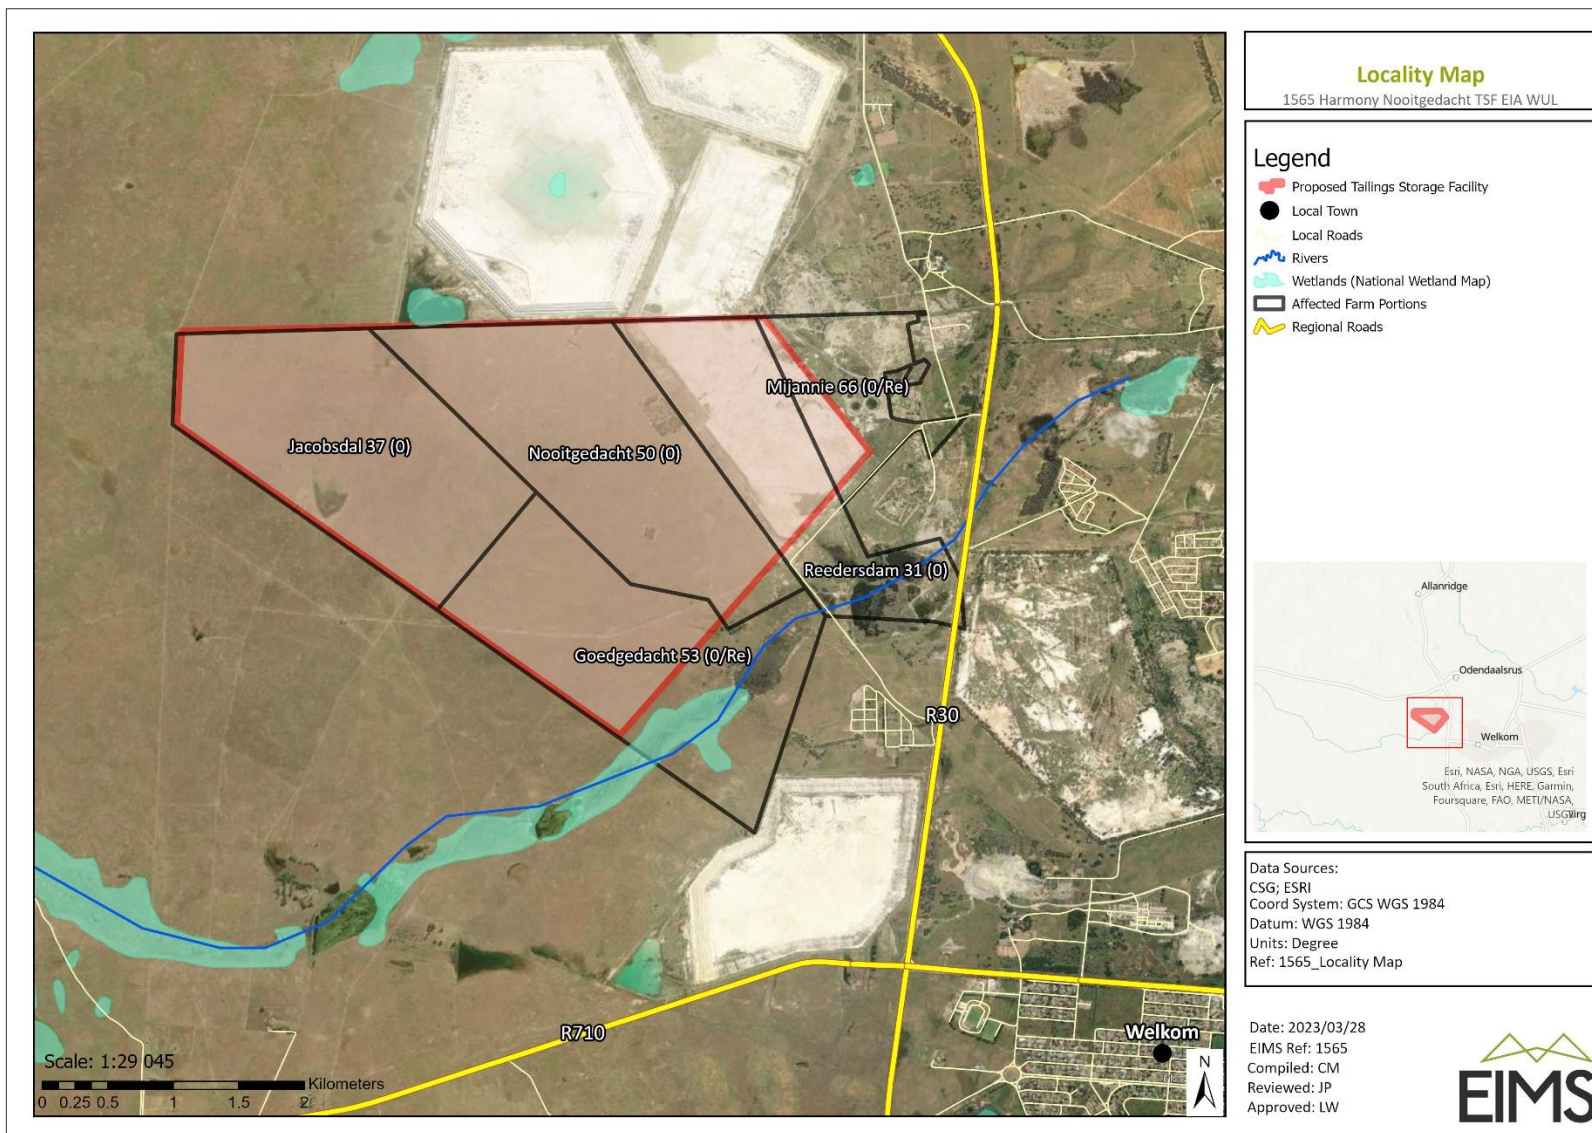 Locality Map
1565 Harmony Nooitgedacht TSF EIA WUL
Legend
Proposed Tailings Storage Facility
Local Town
Local Roads
Rivers
Wetlands (National Wetland Map)
Affected Farm Portions
Regional Roads
Mijannie 66 (0/Re)
Jacobsdal 37 (0)
Nooitgedacht 50 (0)
Reedersdam 31 (0)
Goedgedacht 53 (0/Re)
R30
R710
Welkom
N
Scale: 1:29 045
Kilometers
0 0.25 0.5 1 1.5 2
Allanridge
Odendaalsrus
Welkom
Esri, NASA, NGA, USGS, Esri
South Africa, Esri, HERE, Garmin,
Foursquare, FAO, METI/NASA,
USGS
Virg
Data Sources:
CSG; ESRI
Coord System: GCS WGS 1984
Datum: WGS 1984
Units: Degree
Ref: 1565_Locality Map
Date: 2023/03/28
EIMS Ref: 1565
Compiled: CM
Reviewed: JP
Approved: LW
EIMS